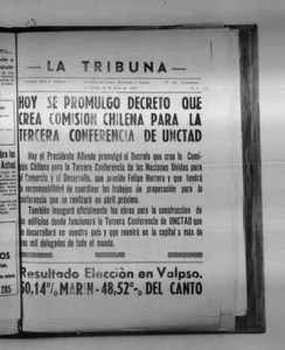 LA TRIBUNA
HOY SE PROMULGO DECRETO QUE
CREA COMISION CHILENA PARA LA
TERCERA CONFERENCIA DE UNCTAD
Hoy el Presidente Allende promulgó el Decreto que crea la Comi-
sión Chilena para la Tercera Conferencia de las Naciones Unidas para
el Comercio y el Desarrollo, que preside Felipe Herrera y que tendrá
la responsabilidad de coordinar los trabajos de preparación para la
conferencia que se realizará en abril próximo.
También inauguró oficialmente las obras para la construcción de
los edificios donde funcionará la Tercera Conferencia de UNCTAD que
se desarrollará en nuestro país y que reunirá en la capital a más de
mil delegados de todo el mundo.
Resultado Elección en Valpso.
50,14% MARIN - 48,52% DEL CANTO
OS
205